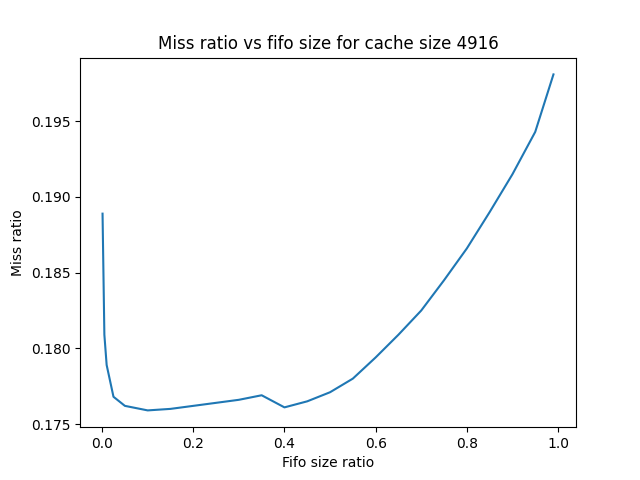 Miss ratio vs fifo size for cache size 4916
0.195
0.190
0.185
0.180
0.175
Miss ratio
0.0 0.2 0.4 0.6 0.8 1.0
Fifo size ratio